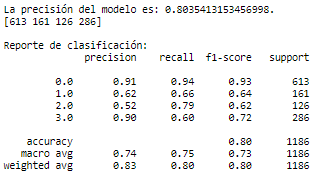 La precisión del modelo es: 0.8035413153456998.
[613 161 126 286]
Reporte de clasificación:
precision recall f1-score support
0.0 0.91 0.94 0.93 613
1.0 0.62 0.66 0.64 161
2.0 0.52 0.79 0.62 126
3.0 0.90 0.60 0.72 286
accuracy 0.80 1186
macro avg 0.74 0.75 0.73 1186
weighted avg 0.83 0.80 0.80 1186